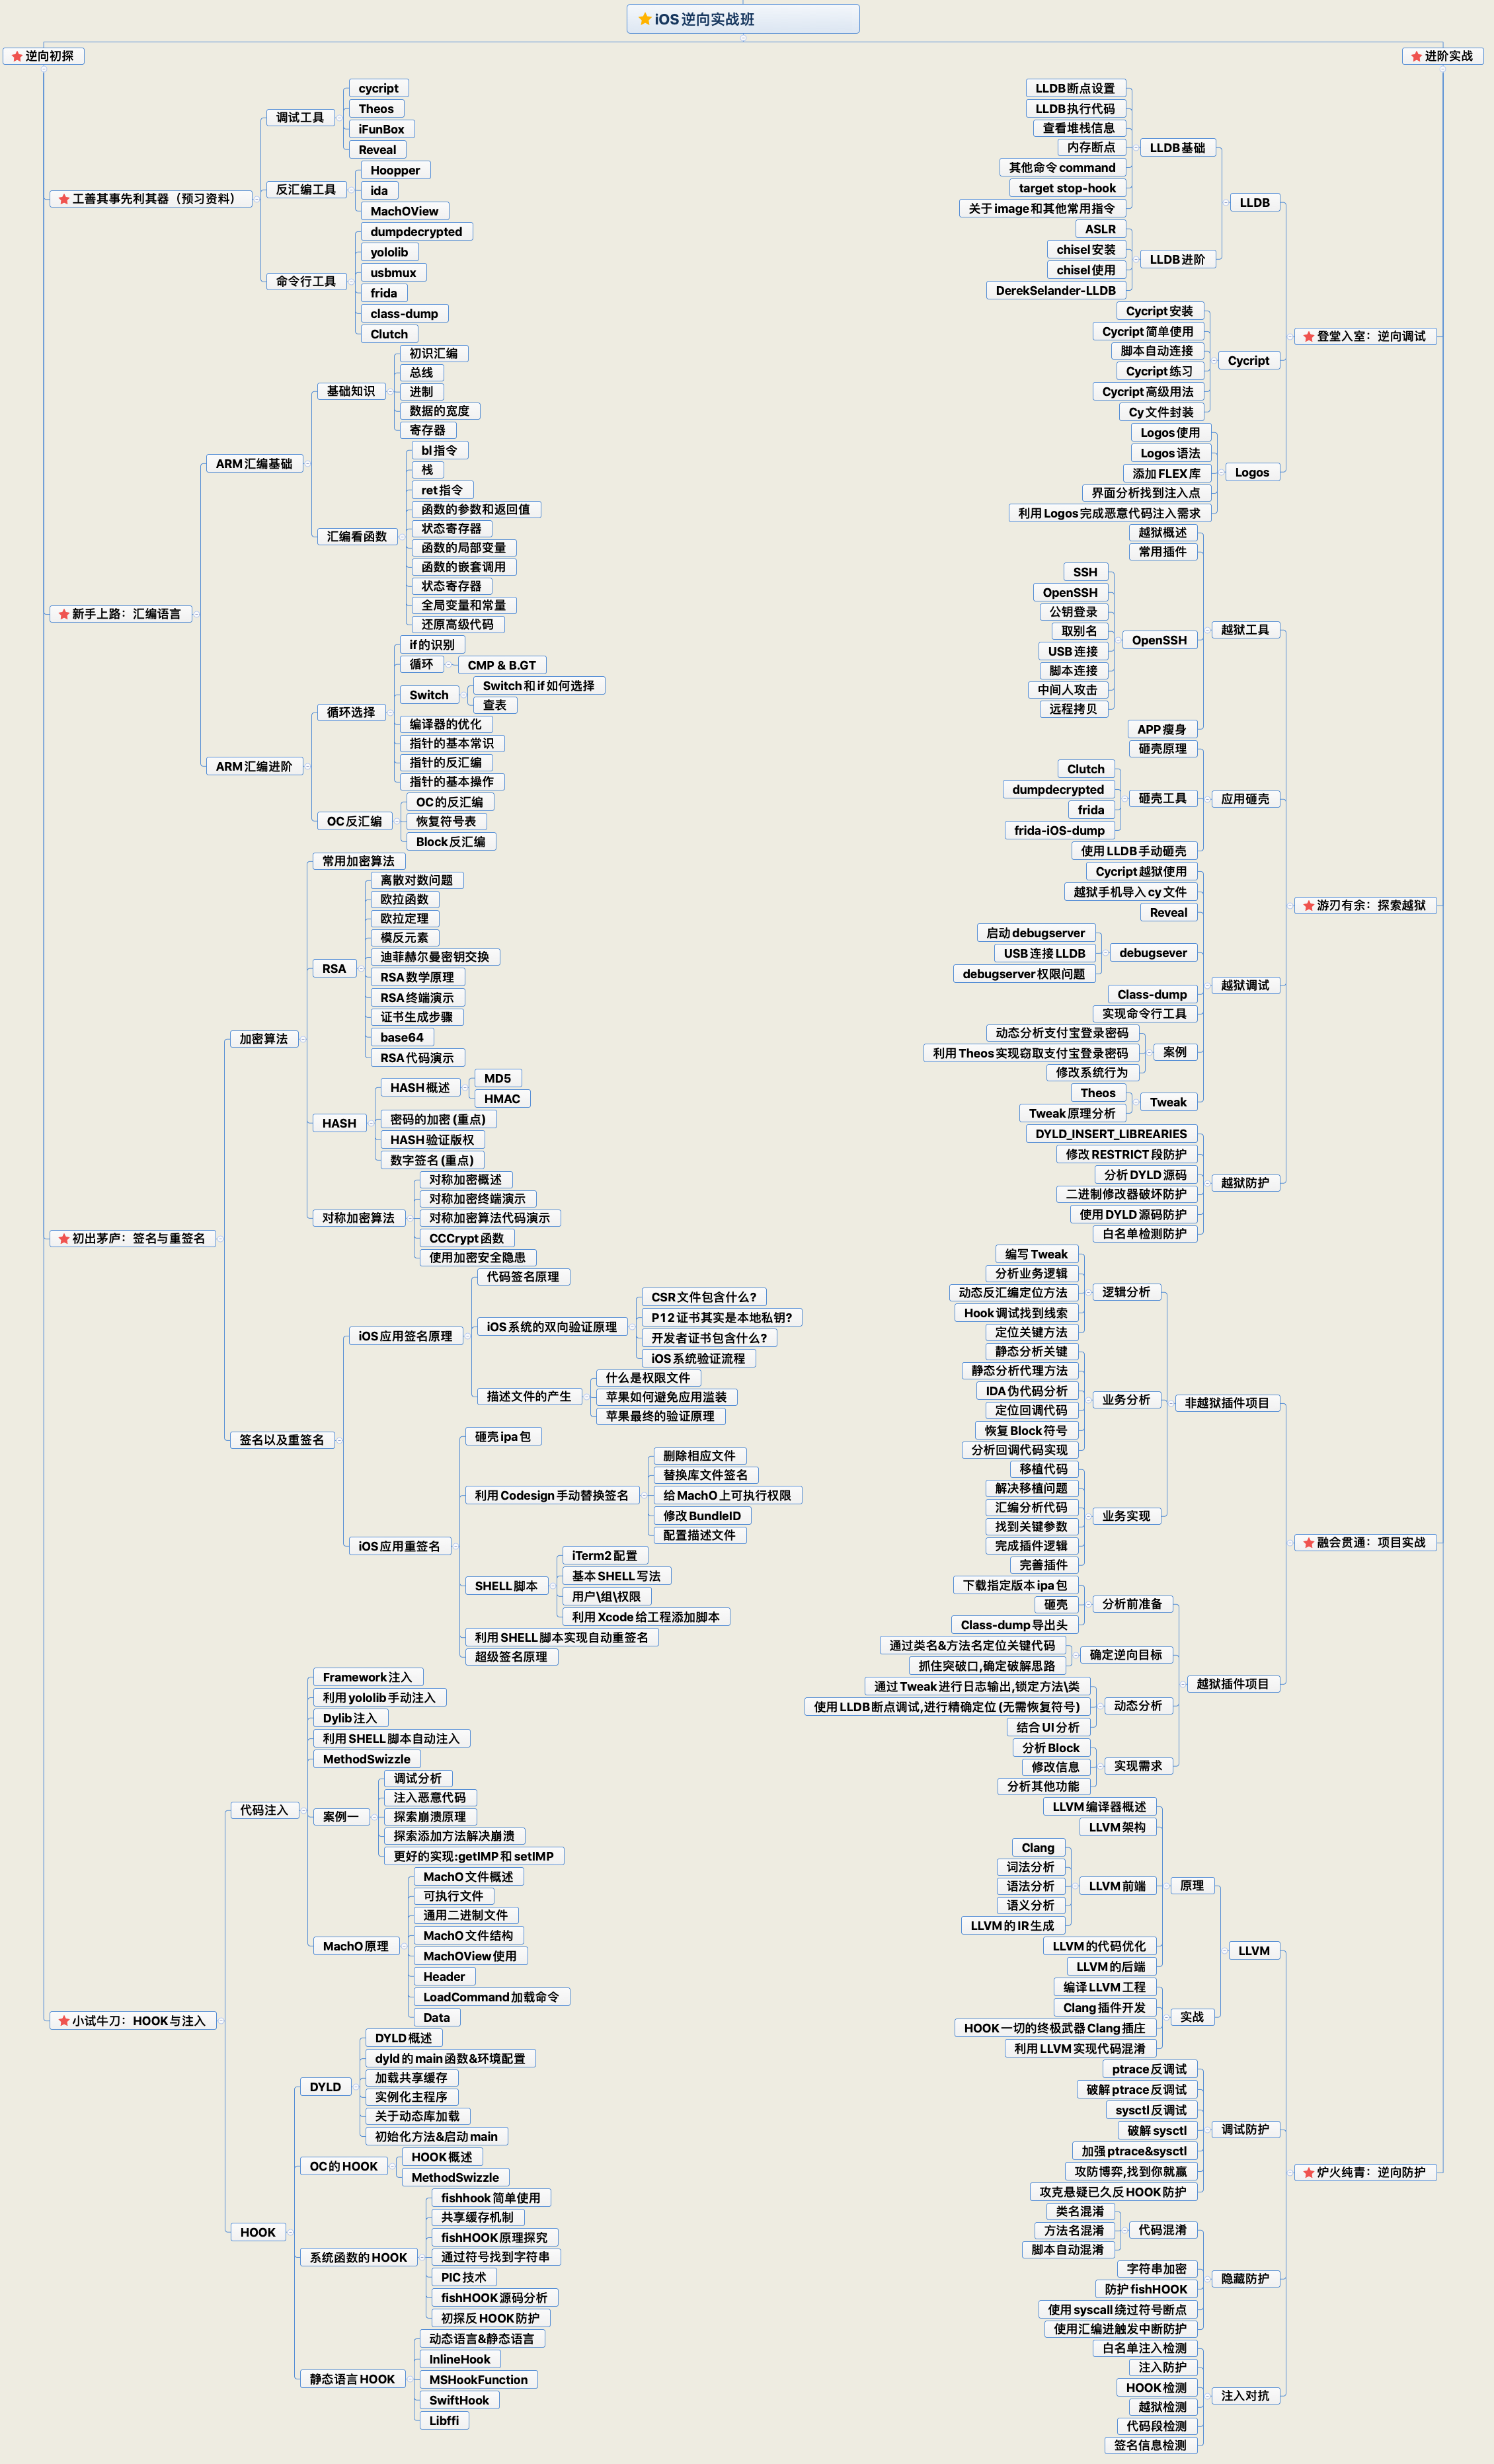 iOS逆向实战班
逆向初探
工善其事先利其器（预习资料）
调试工具
cycript
Theos
iFunBox
Reveal
反汇编工具
Hoopper
ida
MachOView
命令行工具
dumpdecrypted
yololib
usbmux
frida
class-dump
Clutch
新手上路：汇编语言
ARM汇编基础
基础知识
初识汇编
总线
进制
数据的宽度
寄存器
汇编看函数
bl指令
栈
ret指令
函数的参数和返回值
状态寄存器
函数的局部变量
函数的嵌套调用
状态寄存器
全局变量和常量
还原高级代码
ARM汇编进阶
循环选择
if的识别
循环
CMP & B.GT
Switch
Switch和if如何选择
查表
编译器的优化
指针的基本常识
指针的反汇编
指针的基本操作
OC反汇编
OC的反汇编
恢复符号表
Block反汇编
初出茅庐：签名与重签名
加密算法
常用加密算法
RSA
离散对数问题
欧拉函数
欧拉定理
模反元素
迪菲赫尔曼密钥交换
RSA数学原理
RSA终端演示
证书生成步骤
base64
RSA代码演示
HASH
HASH概述
MD5
HMAC
密码的加密(重点)
HASH验证版权
数字签名(重点)
对称加密算法
对称加密概述
对称加密终端演示
对称加密算法代码演示
CCCrypt函数
使用加密安全隐患
签名以及重签名
iOS应用签名原理
代码签名原理
iOS系统的双向验证原理
CSR文件包含什么?
P12证书其实是本地私钥?
开发者证书包含什么?
iOS系统验证流程
描述文件的产生
什么是权限文件
苹果如何避免应用滥装
苹果最终的验证原理
iOS应用重签名
砸壳ipa包
利用Codesign手动替换签名
删除相应文件
替换库文件签名
给MachO上可执行权限
修改BundleID
配置描述文件
SHELL脚本
iTerm2配置
基本SHELL写法
用户\组\权限
利用Xcode给工程添加脚本
利用SHELL脚本实现自动重签名
超级签名原理
小试牛刀：HOOK与注入
代码注入
Framework注入
利用yololib手动注入
Dylib注入
利用SHELL脚本自动注入
MethodSwizzle
案例一
调试分析
注入恶意代码
探索崩溃原理
探索添加方法解决崩溃
更好的实现:getIMP和setIMP
MachO原理
MachO文件概述
可执行文件
通用二进制文件
MachO文件结构
MachOView使用
Header
LoadCommand加载命令
Data
HOOK
DYLD
DYLD概述
dyld的main函数&环境配置
加载共享缓存
实例化主程序
关于动态库加载
初始化方法&启动main
OC的HOOK
HOOK概述
MethodSwizzle
系统函数的HOOK
fishhook简单使用
共享缓存机制
fishHOOK原理探究
通过符号找到字符串
PIC技术
fishHOOK源码分析
初探反HOOK防护
静态语言HOOK
动态语言&静态语言
InlineHook
MSHookFunction
SwiftHook
Libffi
进阶实战
登堂入室：逆向调试
LLDB
LLDB基础
LLDB断点设置
LLDB执行代码
查看堆栈信息
内存断点
其他命令command
target stop-hook
关于image和其他常用指令
LLDB进阶
ASLR
chisel安装
chisel使用
DerekSelander-LLDB
Cycript
Cycript安装
Cycript简单使用
脚本自动连接
Cycript练习
Cycript高级用法
Cy文件封装
Logos
Logos使用
Logos语法
添加FLEX库
界面分析找到注入点
利用Logos完成恶意代码注入需求
游刃有余：探索越狱
越狱工具
越狱概述
常用插件
OpenSSH
SSH
OpenSSH
公钥登录
取别名
USB连接
脚本连接
中间人攻击
远程拷贝
APP瘦身
应用砸壳
砸壳原理
砸壳工具
Clutch
dumpdecrypted
frida
frida-iOS-dump
使用LLDB手动砸壳
越狱调试
Cycript越狱使用
越狱手机导入cy文件
Reveal
debugsever
启动debugserver
USB连接LLDB
debugserver权限问题
Class-dump
实现命令行工具
案例
动态分析支付宝登录密码
利用Theos实现窃取支付宝登录密码
修改系统行为
Tweak
Theos
Tweak原理分析
越狱防护
DYLD_INSERT_LIBREARIES
修改RESTRICT段防护
分析DYLD源码
二进制修改器破坏防护
使用DYLD源码防护
白名单检测防护
融会贯通：项目实战
非越狱插件项目
逻辑分析
编写Tweak
分析业务逻辑
动态反汇编定位方法
Hook调试找到线索
定位关键方法
业务分析
静态分析关键
静态分析代理方法
IDA伪代码分析
定位回调代码
恢复Block符号
分析回调代码实现
业务实现
移植代码
解决移植问题
汇编分析代码
找到关键参数
完成插件逻辑
完善插件
越狱插件项目
分析前准备
下载指定版本ipa包
砸壳
Class-dump导出头
确定逆向目标
通过类名&方法名定位关键代码
抓住突破口,确定破解思路
动态分析
通过Tweak进行日志输出,锁定方法\类
使用LLDB断点调试,进行精确定位(无需恢复符号)
结合UI分析
实现需求
分析Block
修改信息
分析其他功能
炉火纯青：逆向防护
LLVM
原理
LLVM编译器概述
LLVM架构
LLVM前端
Clang
词法分析
语法分析
语义分析
LLVM的IR生成
LLVM的代码优化
LLVM的后端
实战
编译LLVM工程
Clang插件开发
HOOK一切的终极武器Clang插庄
利用LLVM实现代码混淆
调试防护
ptrace反调试
破解ptrace反调试
sysctl反调试
破解sysctl
加强ptrace&sysctl
攻防博弈,找到你就赢
攻克悬疑已久反HOOK防护
隐藏防护
代码混淆
类名混淆
方法名混淆
脚本自动混淆
字符串加密
防护fishHOOK
使用syscall绕过符号断点
使用汇编进触发中断防护
注入对抗
白名单注入检测
注入防护
HOOK检测
越狱检测
代码段检测
签名信息检测